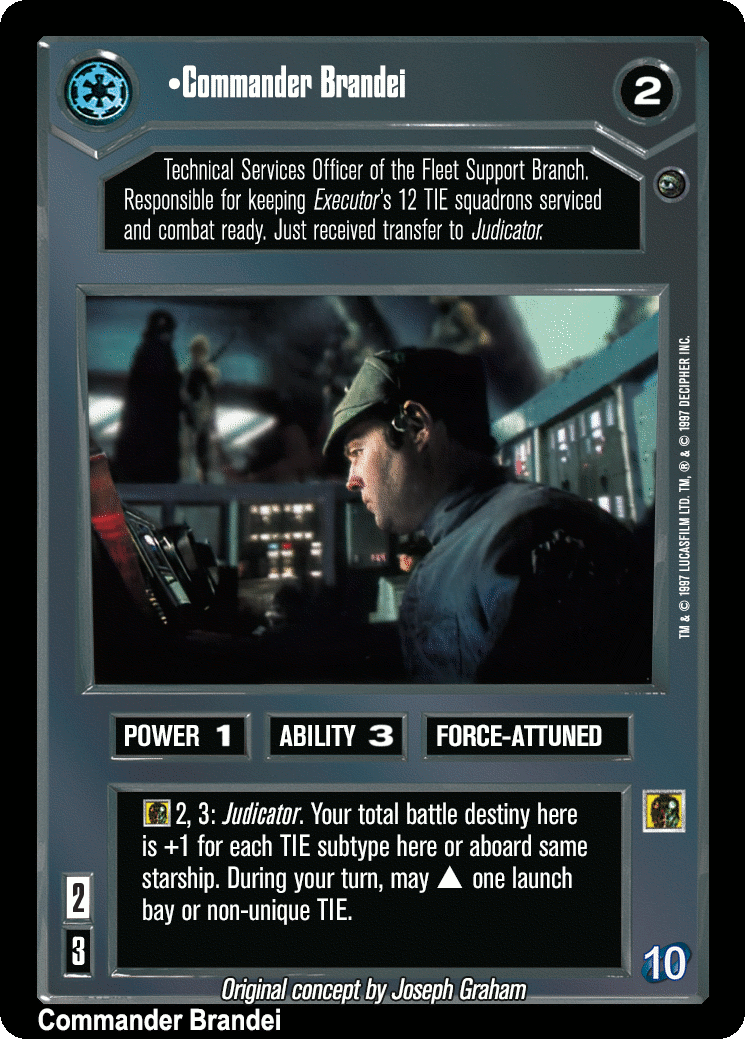 •Commander Brandei
2
Technical Services Officer of the Fleet Support Branch.
Responsible for keeping Executor's 12 TIE squadrons serviced
and combat ready. Just received transfer to Judicator.
TM & © 1997 LUCASFILM LTD. TM, ® & © 1997 DECIPHER INC.
POWER 1
ABILITY 3
FORCE-ATTUNED
2, 3: Judicator. Your total battle destiny here
is +1 for each TIE subtype here or aboard same
starship. During your turn, may ▲ one launch
bay or non-unique TIE.
2
3
10
Original concept by Joseph Graham
Commander Brandei